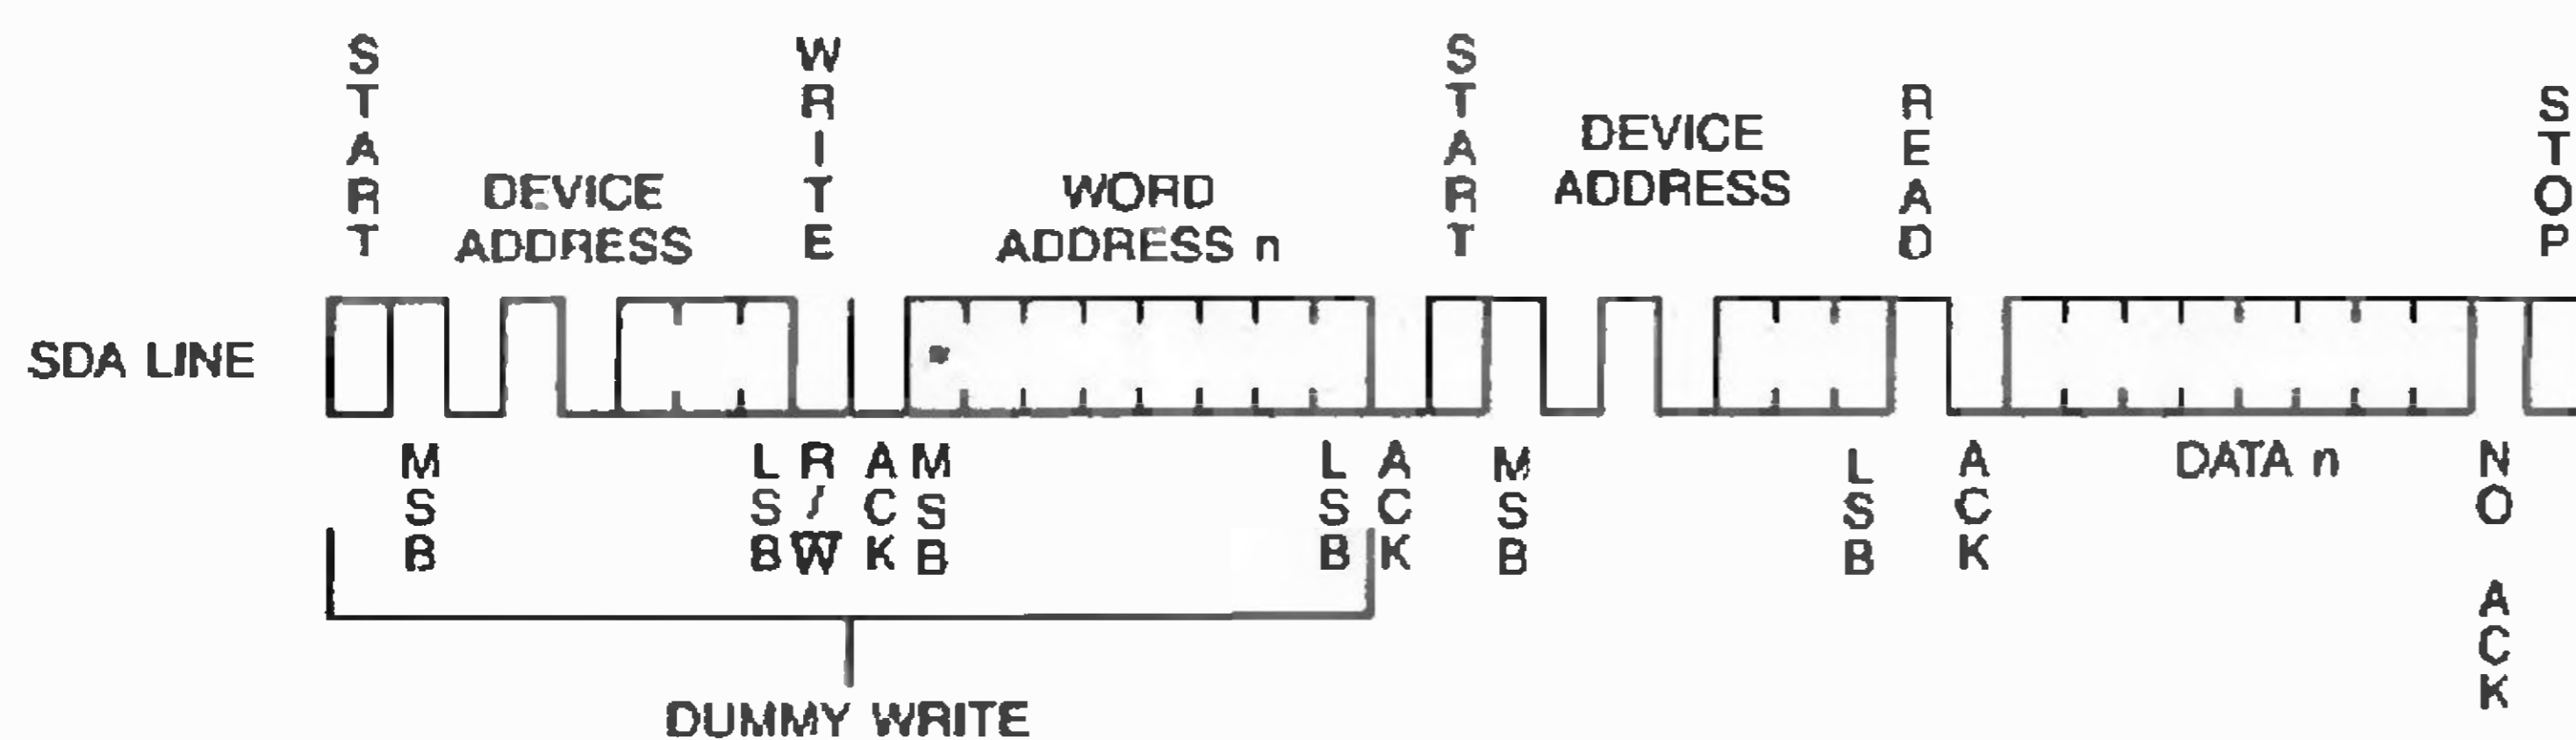 START
WRITE
START
READ
STOP
DEVICE
ADDRESS
WORD
ADDRESS n
DEVICE
ADDRESS
SDA LINE
MSB
LSB
R/W
ACK
MSB
LSB
ACK
MSB
LSB
ACK
DATA n
NO ACK
DUMMY WRITE